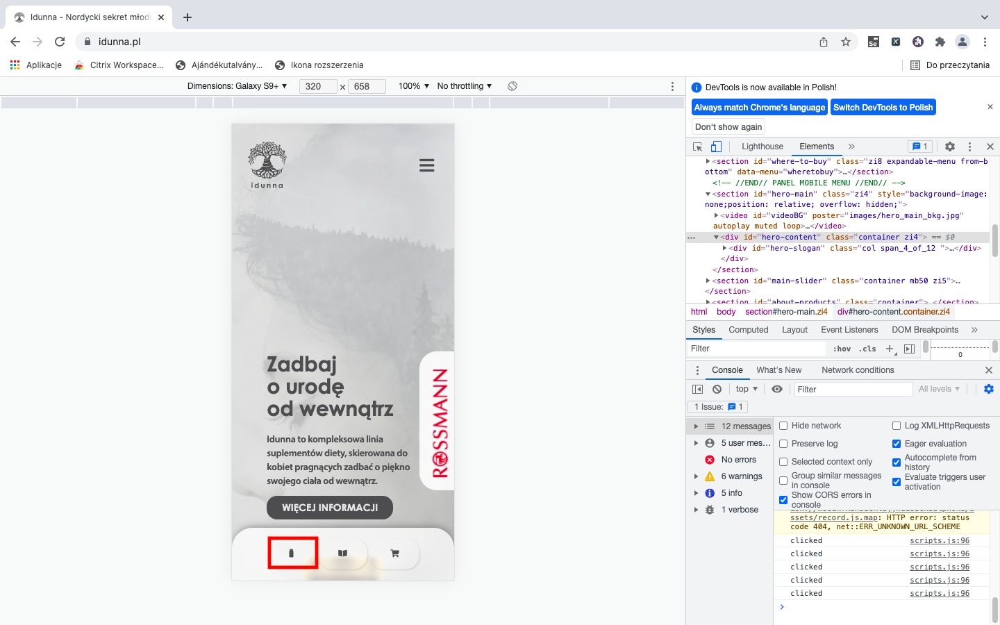 Idunna - Nordycki sekret młod
idunna.pl
Aplikacje
Citrix Workspace...
Ajándékutalvány...
Ikona rozszerzenia
Do przeczytania
Dimensions: Galaxy S9+ ▼ 320 × 658 100% ▼ No throttling ▼
idunna
Zadbaj
o urodę
od wewnątrz
Idunna to kompleksowa linia
suplementów diety, skierowana do
kobiet pragnących zadbać o piękno
swojego ciała od wewnątrz.
WIĘCEJ INFORMACJI
ROSSMANN
DevTools is now available in Polish!
Always match Chrome's language
Switch DevTools to Polish
Don't show again
Lighthouse Elements » 1
<section id="where-to-buy" class="zi8 expandable-menu from-b
ottom" data-menu="wheretobuy">…</section>
<!-- //END// PANEL MOBILE MENU //END// -->
<section id="hero-main" class="zi4" style="background-image:
none;position: relative; overflow: hidden;">
<video id="videoBG" poster="images/hero_main_bkg.jpg"
autoplay muted loop>…</video>
<div id="hero-content" class="container zi4"> == $0
<div id="hero-slogan" class="col span_4_of_12 ">…</div>
</div>
</section>
<section id="main-slider" class="container mb50 zi5">…
</section>
<section id="about-products" class="container">…</section>
html body section#hero-main.zi4 div#hero-content.container.zi4
Styles Computed Layout Event Listeners DOM Breakpoints »
Filter :hov .cls +
0
Console What's New Network conditions
top ▼ Filter All levels ▼
1 Issue: 1
12 messages
5 user mes…
No errors
6 warnings
5 info
1 verbose
Hide network
Preserve log
Selected context only
Group similar messages
in console
Show CORS errors in
console
Log XMLHttpRequests
Eager evaluation
Autocomplete from
history
Evaluate triggers user
activation
ssets/record.js.map: HTTP error: status
code 404, net::ERR_UNKNOWN_URL_SCHEME
clicked scripts.js:96
clicked scripts.js:96
clicked scripts.js:96
clicked scripts.js:96
clicked scripts.js:96